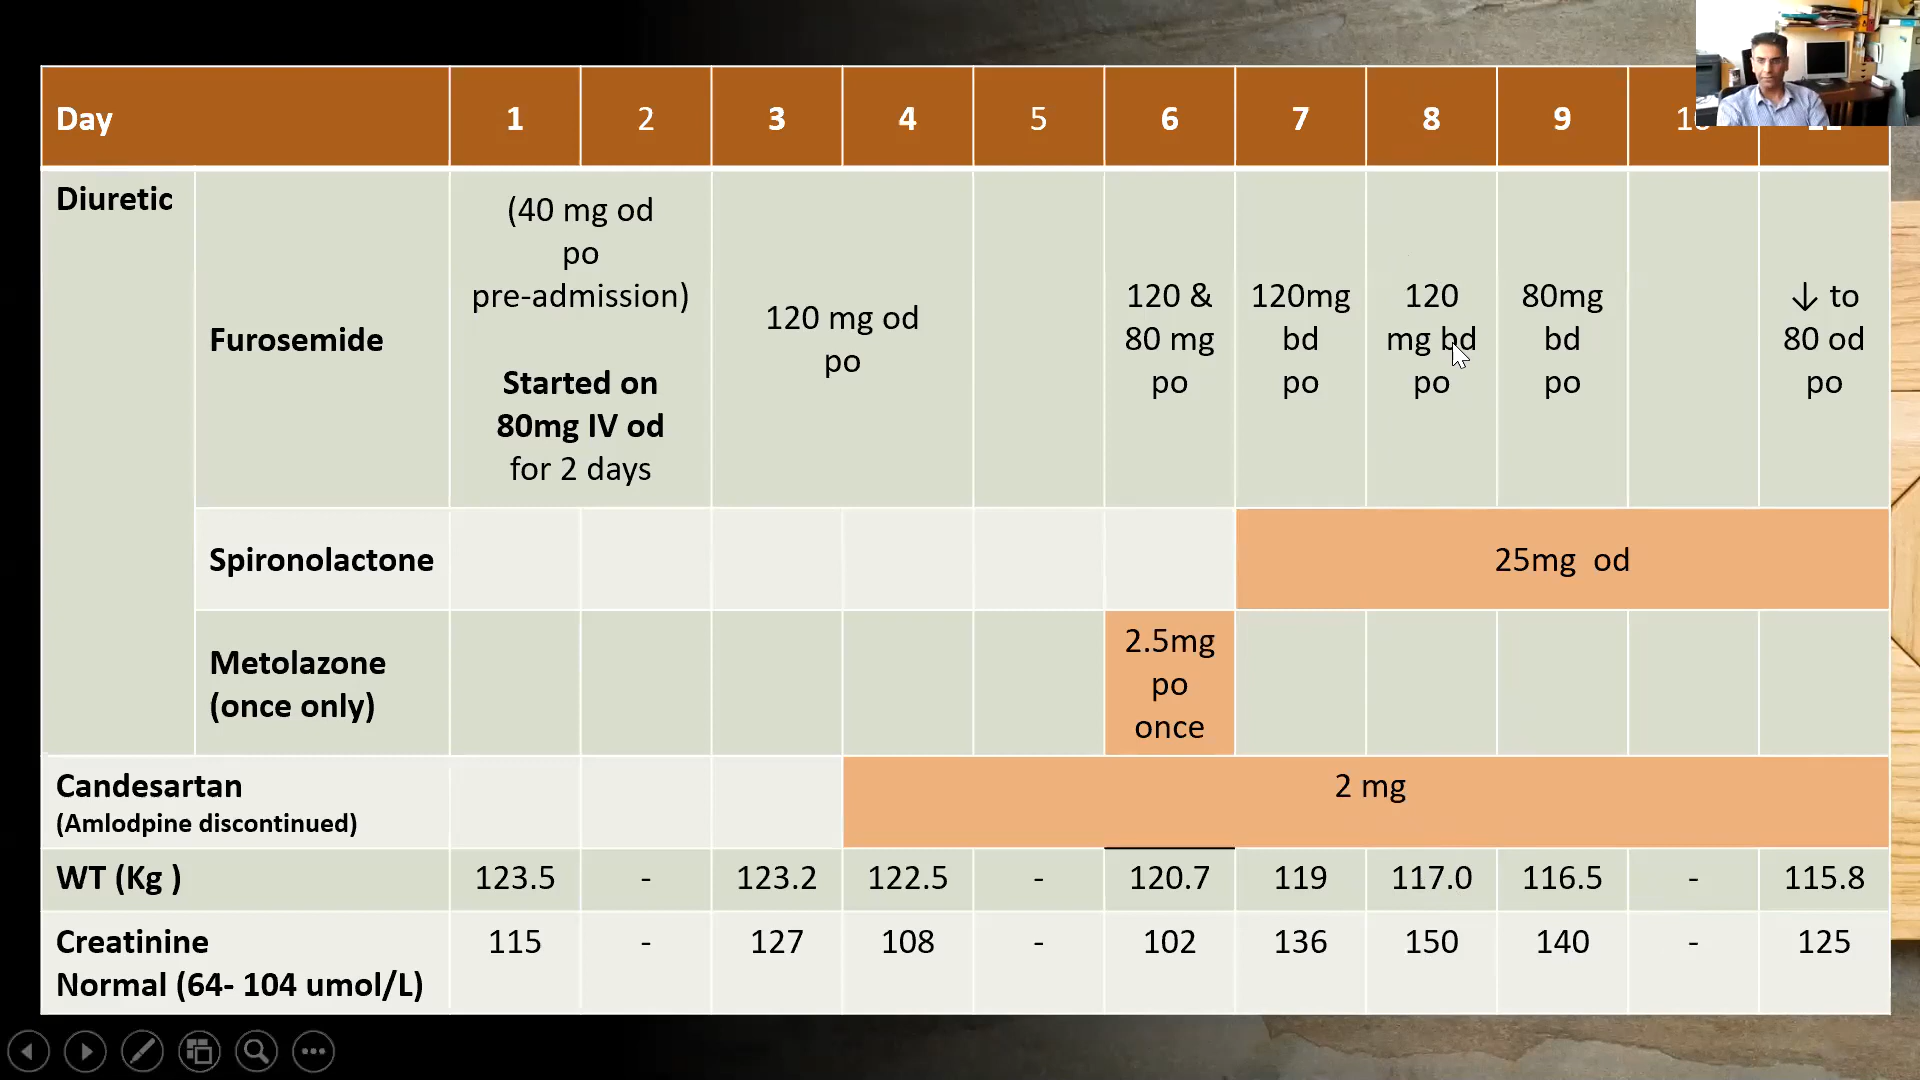 Day 1 2 3 4 5 6 7 8 9 10 11
Diuretic
Furosemide
(40 mg od
po
pre-admission)
Started on
80mg IV od
for 2 days
120 mg od
po
120 &
80 mg
po
120mg
bd
po
120
mg bd
po
80mg
bd
po
↓ to
80 od
po
Spironolactone
25mg od
Metolazone
(once only)
2.5mg
po
once
Candesartan
(Amlodpine discontinued)
2 mg
WT (Kg ) 123.5 - 123.2 122.5 - 120.7 119 117.0 116.5 - 115.8
Creatinine
Normal (64- 104 umol/L)
115 - 127 108 - 102 136 150 140 - 125